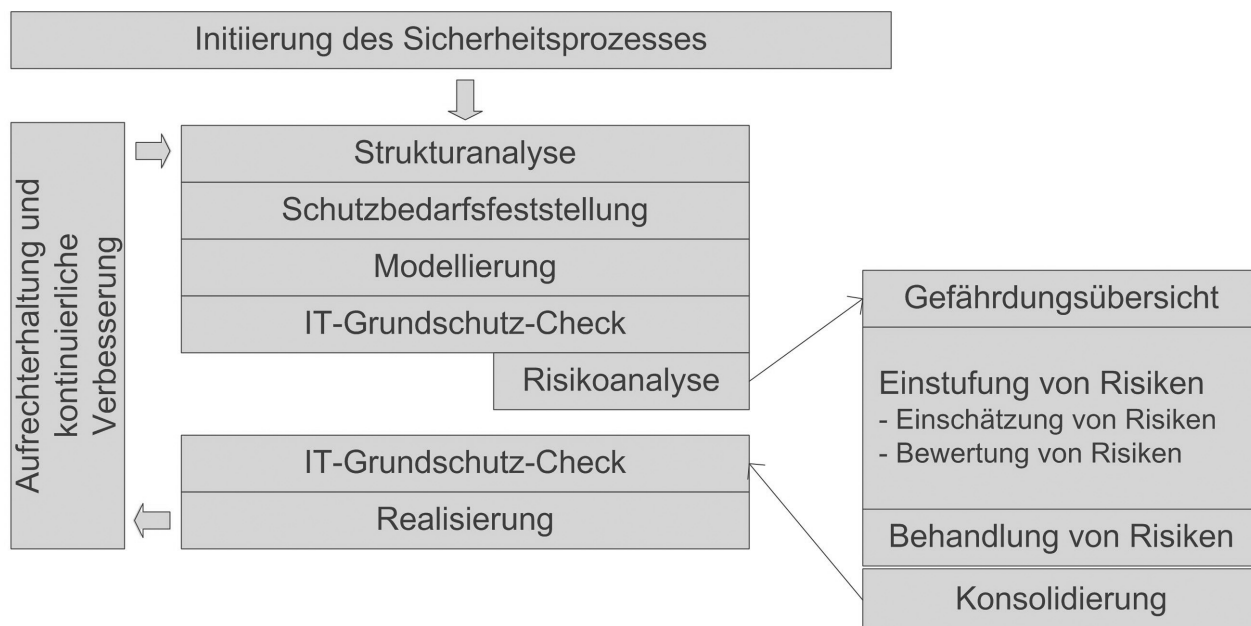 Initiierung des Sicherheitsprozesses
Aufrechterhaltung und
kontinuierliche
Verbesserung
Strukturanalyse
Schutzbedarfsfeststellung
Modellierung
IT-Grundschutz-Check
Risikoanalyse
Gefährdungsübersicht
Einstufung von Risiken
- Einschätzung von Risiken
- Bewertung von Risiken
Behandlung von Risiken
Konsolidierung
IT-Grundschutz-Check
Realisierung